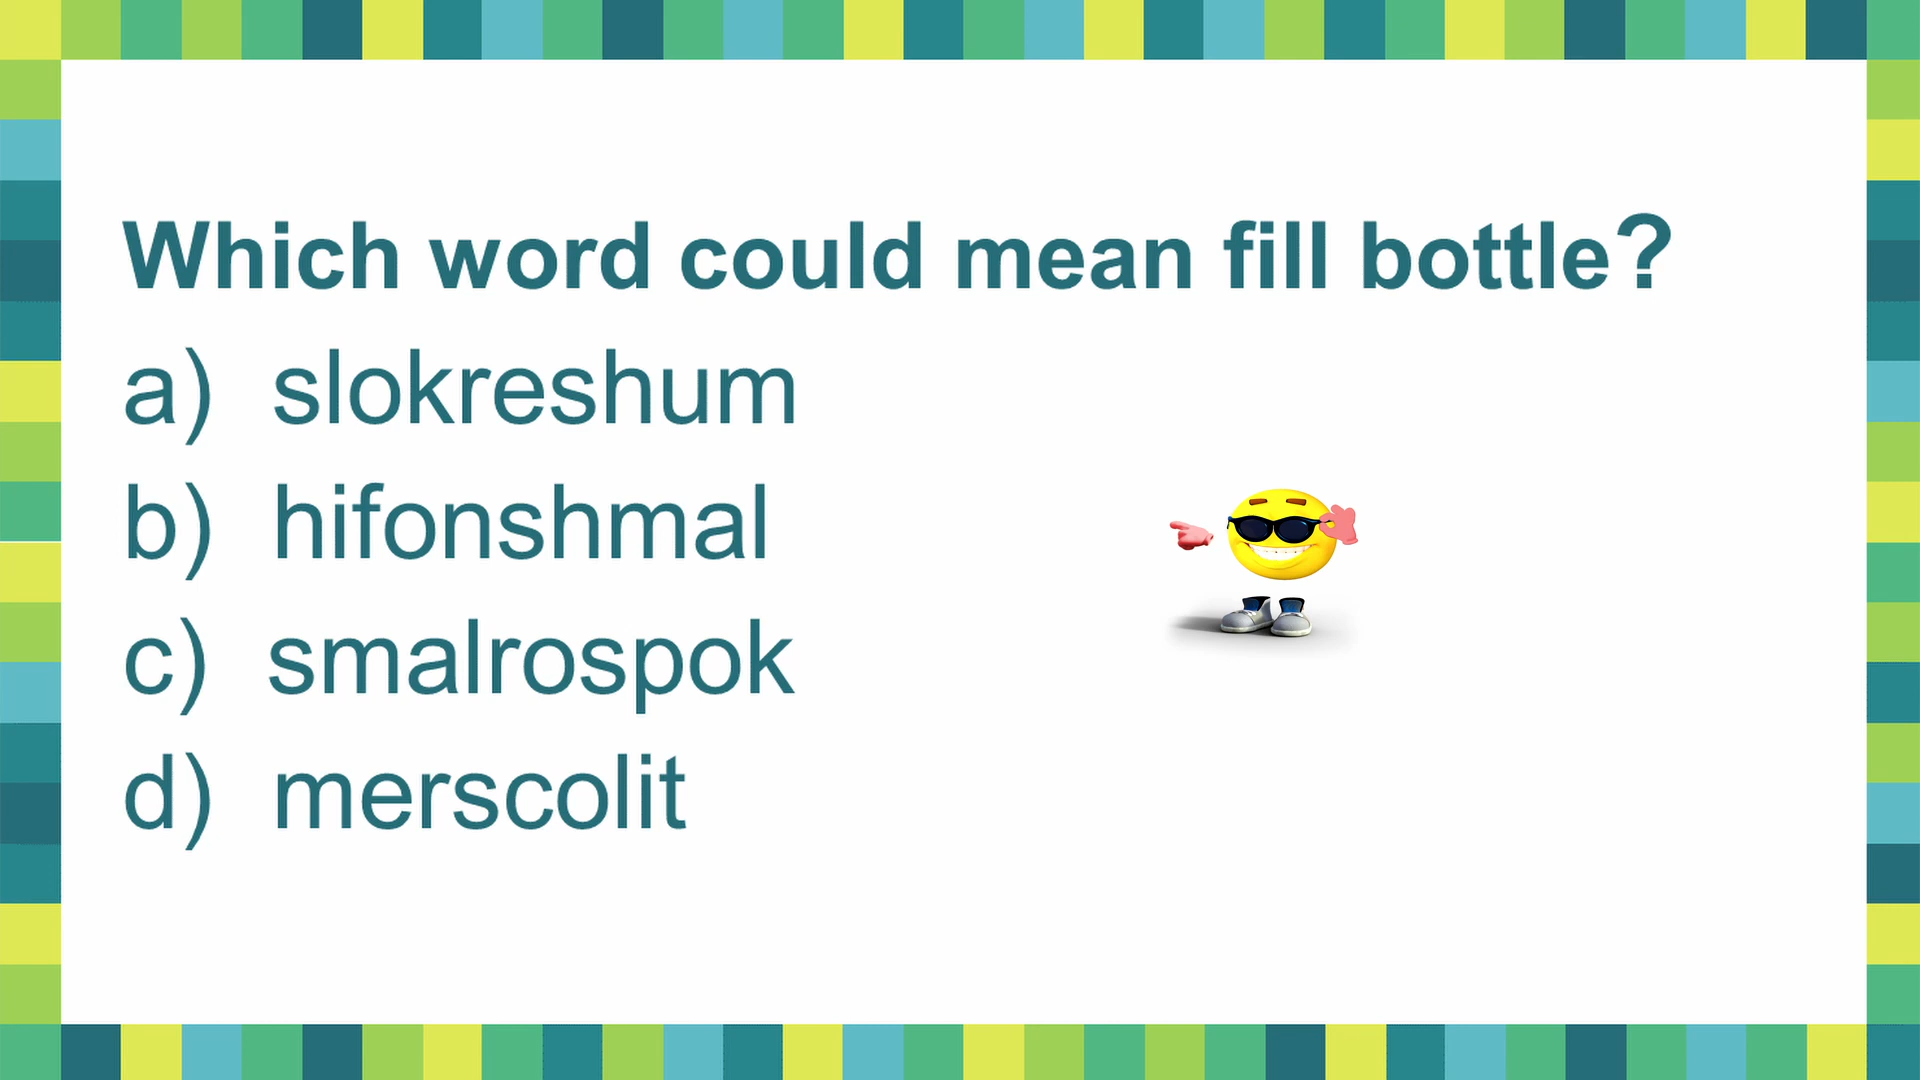 Which word could mean fill bottle?
a) slokreshum
b) hifonshmal
c) smalrospok
d) merscolit